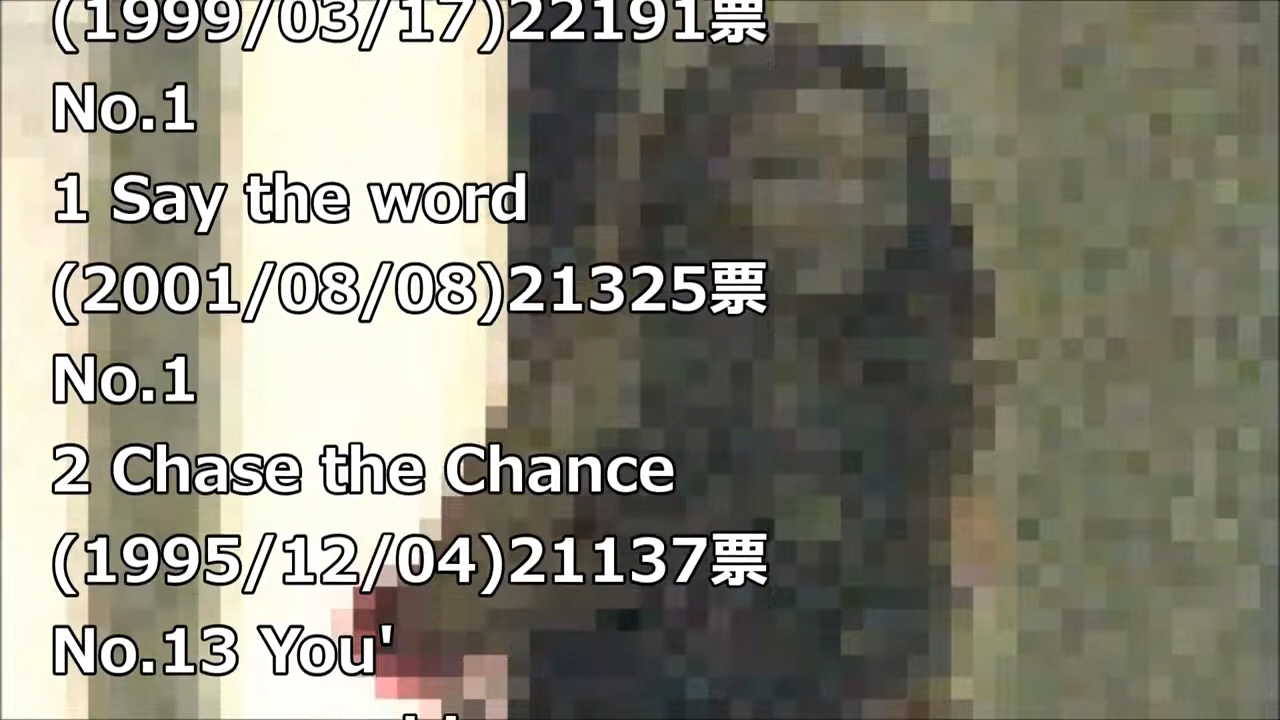 (1999/03/17)22191票
No.1
1 Say the word
(2001/08/08)21325票
No.1
2 Chase the Chance
(1995/12/04)21137票
No.13 You'